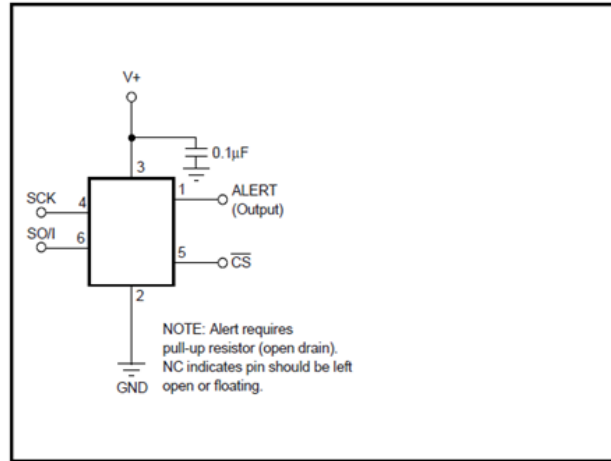 V+
0.1µF
3
SCK
4
1
ALERT
(Output)
SO/I
6
5
CS
2
NOTE: Alert requires
pull-up resistor (open drain).
NC indicates pin should be left
open or floating.
GND